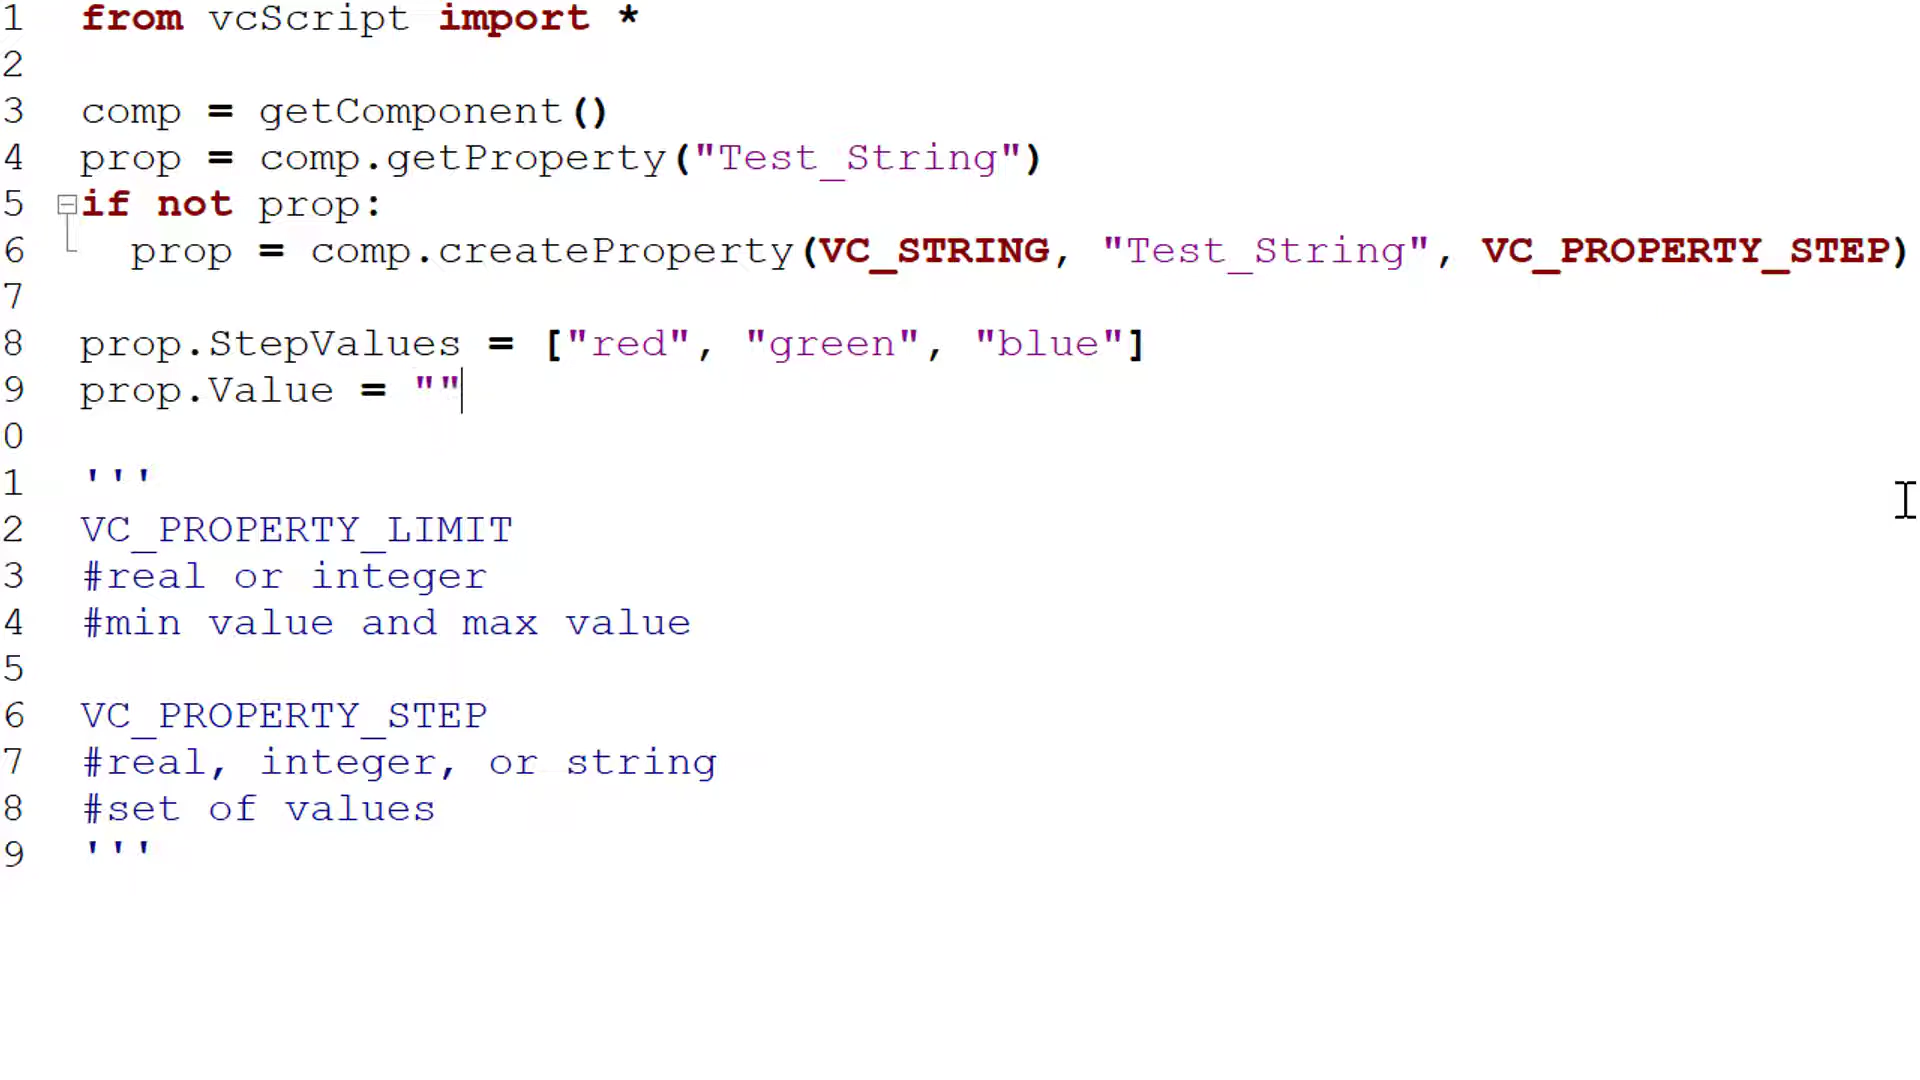 1 from vcScript import *
2
3 comp = getComponent()
4 prop = comp.getProperty("Test_String")
5 if not prop:
6 prop = comp.createProperty(VC_STRING, "Test_String", VC_PROPERTY_STEP)
7
8 prop.StepValues = ["red", "green", "blue"]
9 prop.Value = ""
0
1 '''
2 VC_PROPERTY_LIMIT
3 #real or integer
4 #min value and max value
5
6 VC_PROPERTY_STEP
7 #real, integer, or string
8 #set of values
9 '''